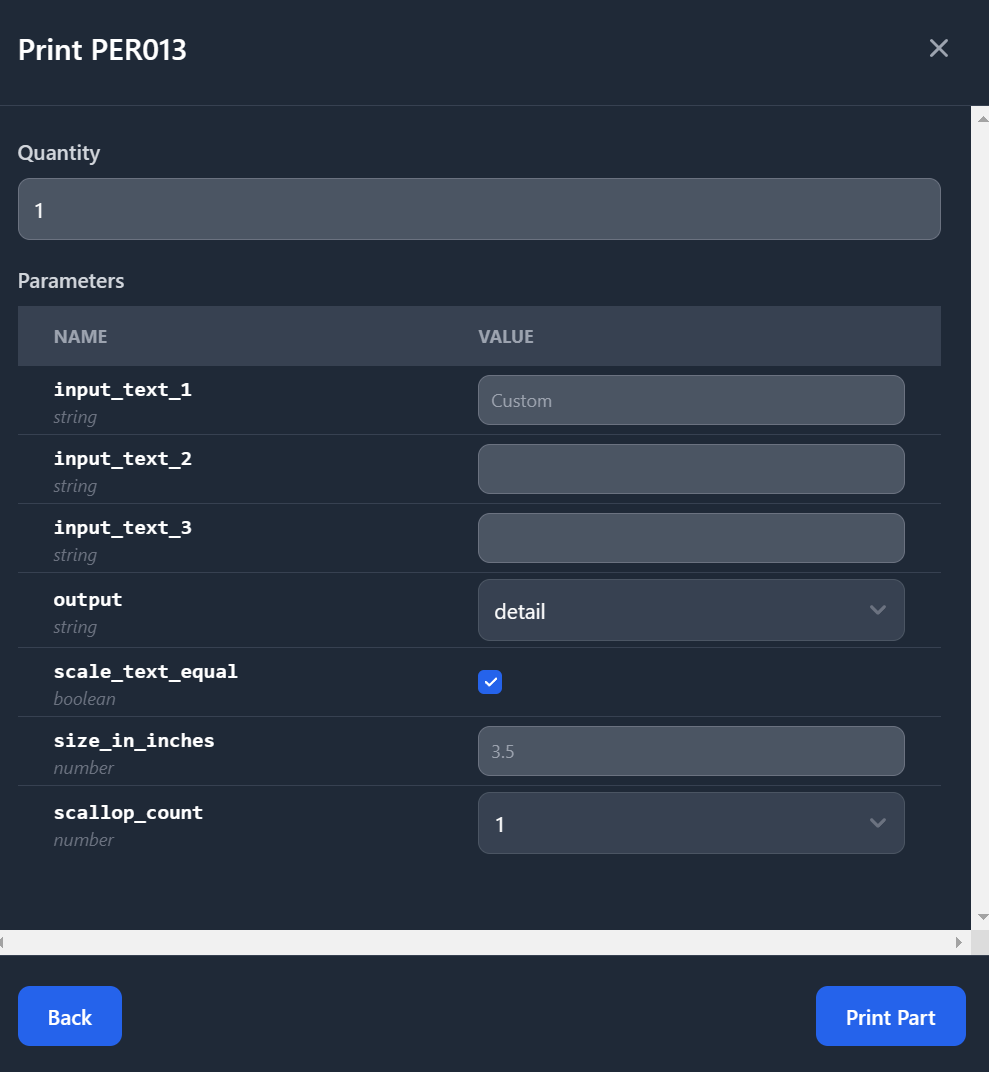 Print PER013
Quantity
1
Parameters
NAME VALUE
input_text_1
string
Custom
input_text_2
string
input_text_3
string
output
string
detail
scale_text_equal
boolean
size_in_inches
number
3.5
scallop_count
number
1
Back Print Part